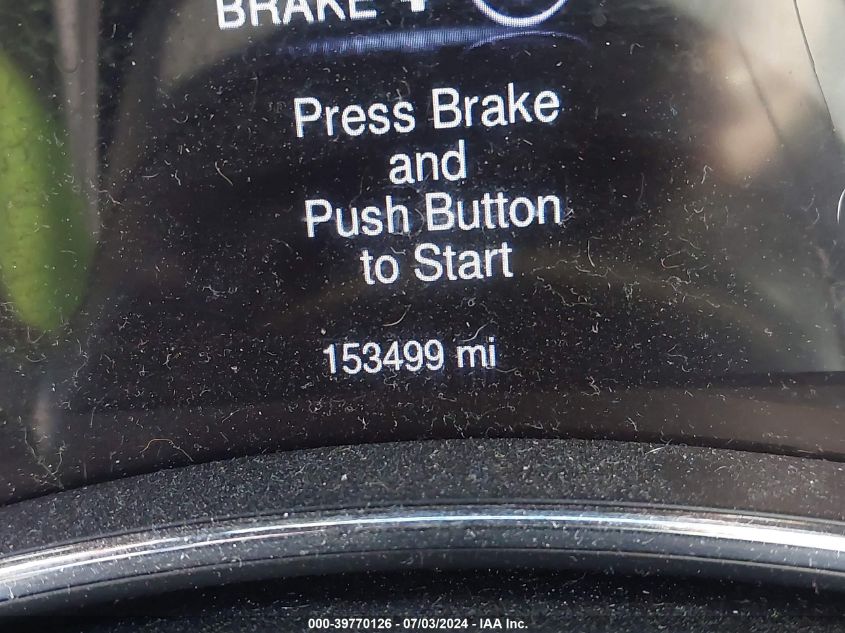 BRAKE +
Press Brake
and
Push Button
to Start
153499 mi
000-39770126 - 07/03/2024 - IAA Inc.